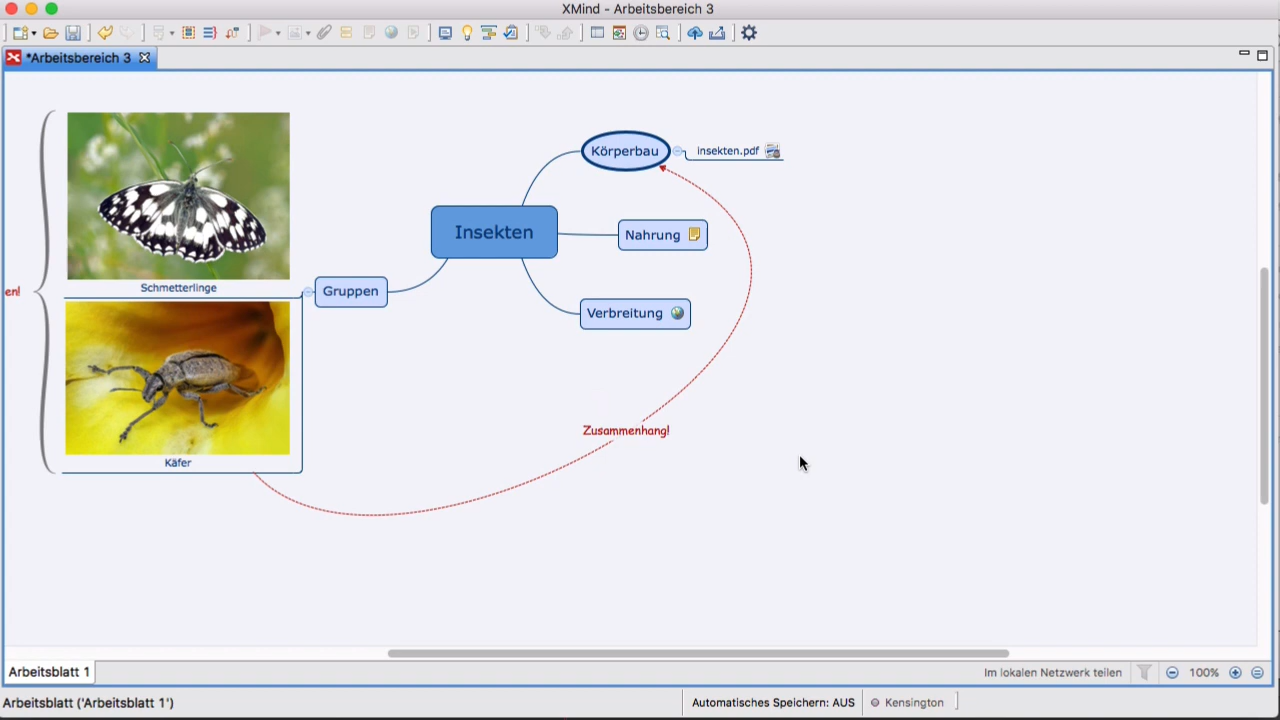 XMind - Arbeitsbereich 3
*Arbeitsbereich 3
Körperbau
insekten.pdf
Insekten
Nahrung
Schmetterlinge
en!
Gruppen
Verbreitung
Zusammenhang!
Käfer
Arbeitsblatt 1
Im lokalen Netzwerk teilen
100%
Arbeitsblatt ('Arbeitsblatt 1')
Automatisches Speichern: AUS
Kensington